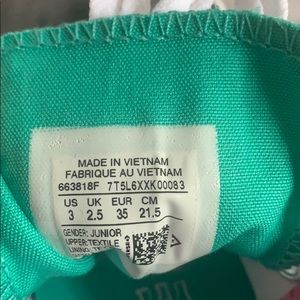 MADE IN VIETNAM
FABRIQUE AU VIETNAM
663818F 7T5L6XXK00083
US UK EUR CM
3 2.5 35 21.5
GENDER: JUNIOR
UPPER:TEXTILE
LINING: